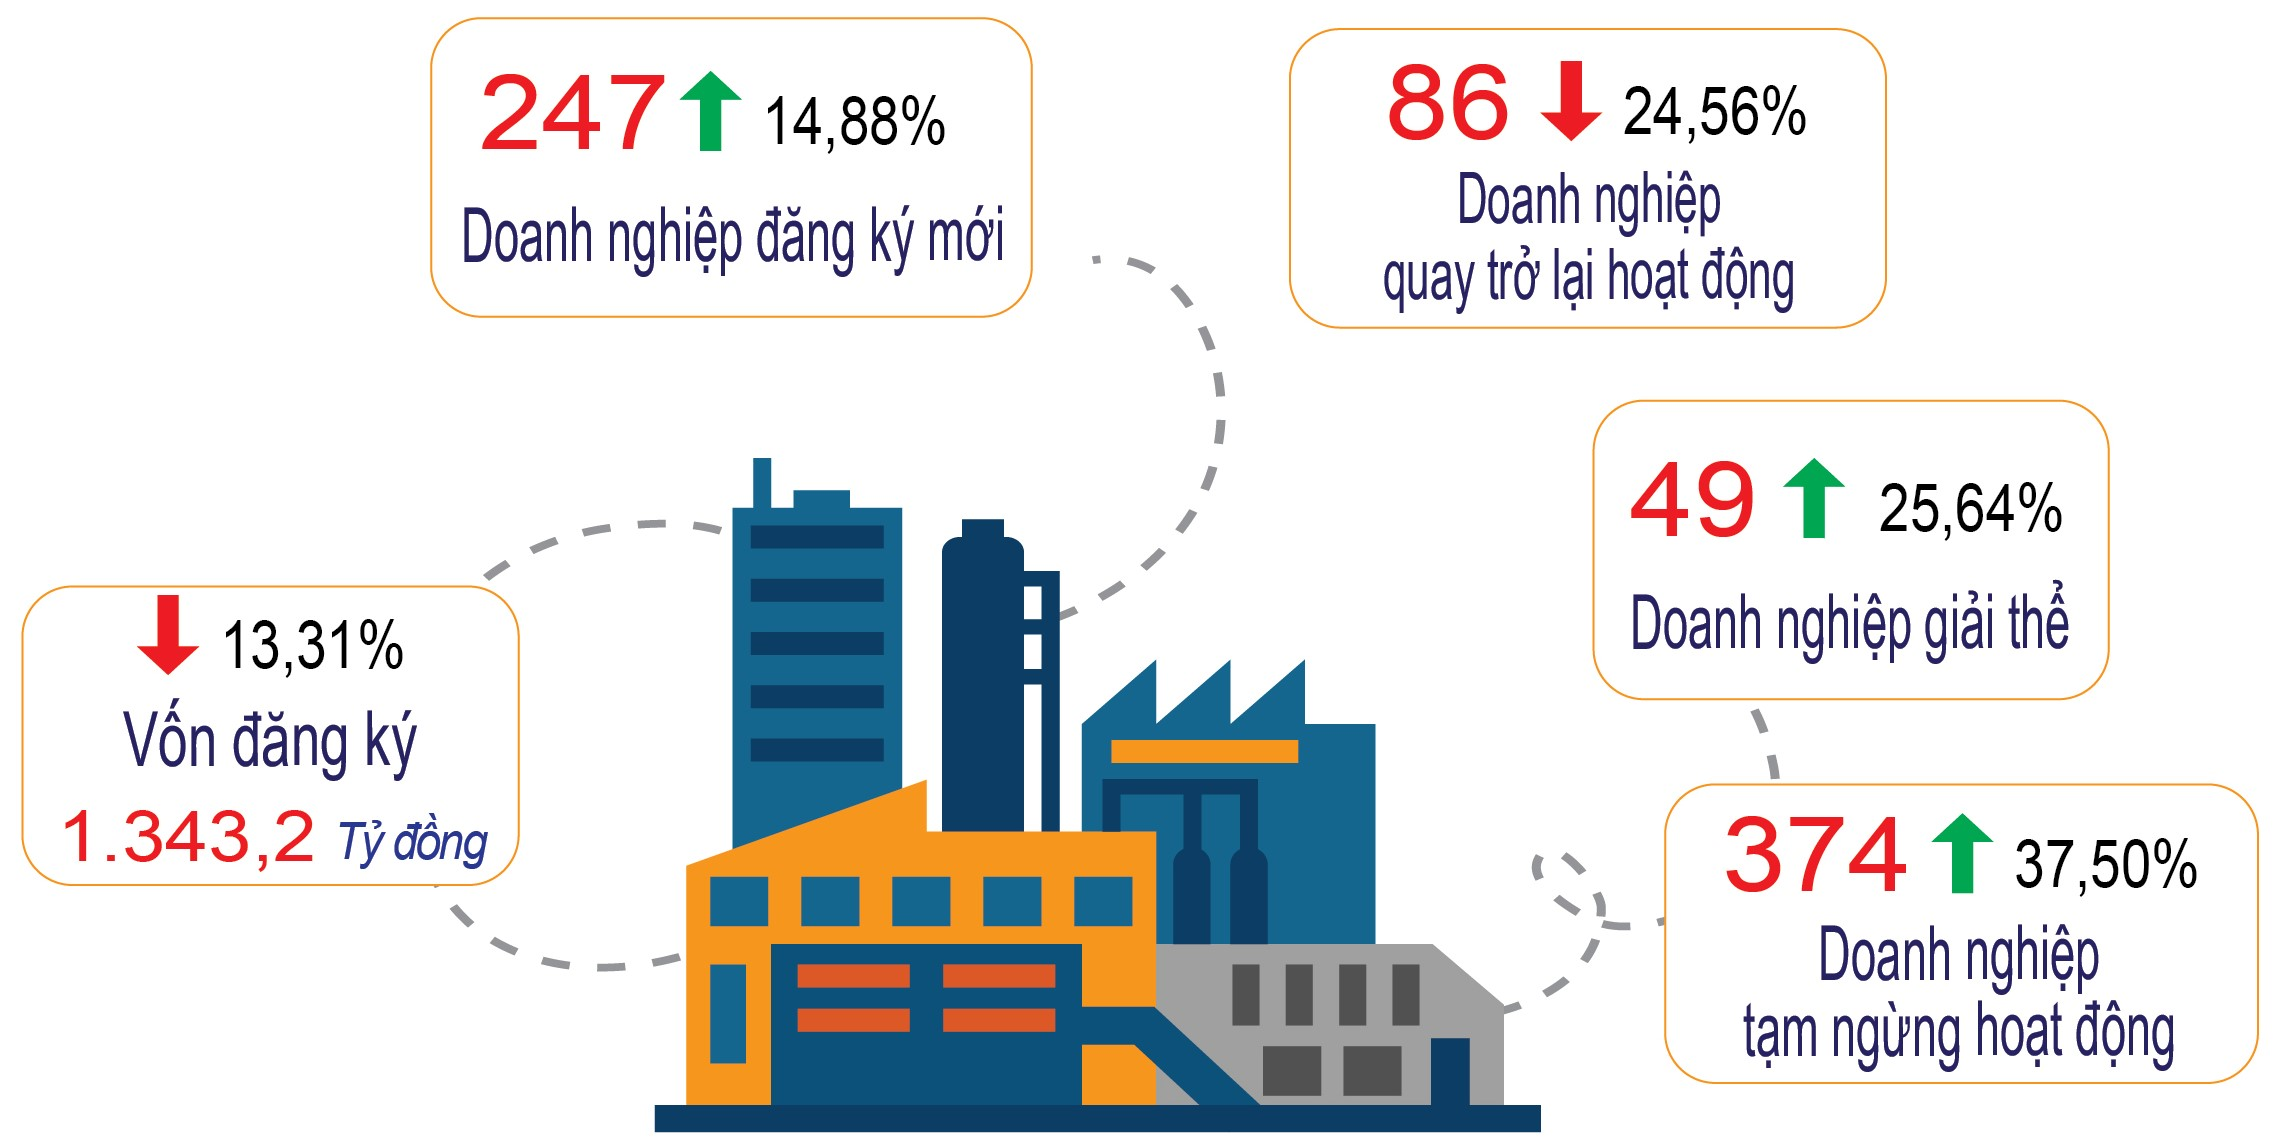 247 14,88%
Doanh nghiệp đăng ký mới
86 24,56%
Doanh nghiệp
quay trở lại hoạt động
49 25,64%
Doanh nghiệp giải thể
13,31%
Vốn đăng ký
1.343,2 Tỷ đồng
374 37,50%
Doanh nghiệp
tạm ngừng hoạt động